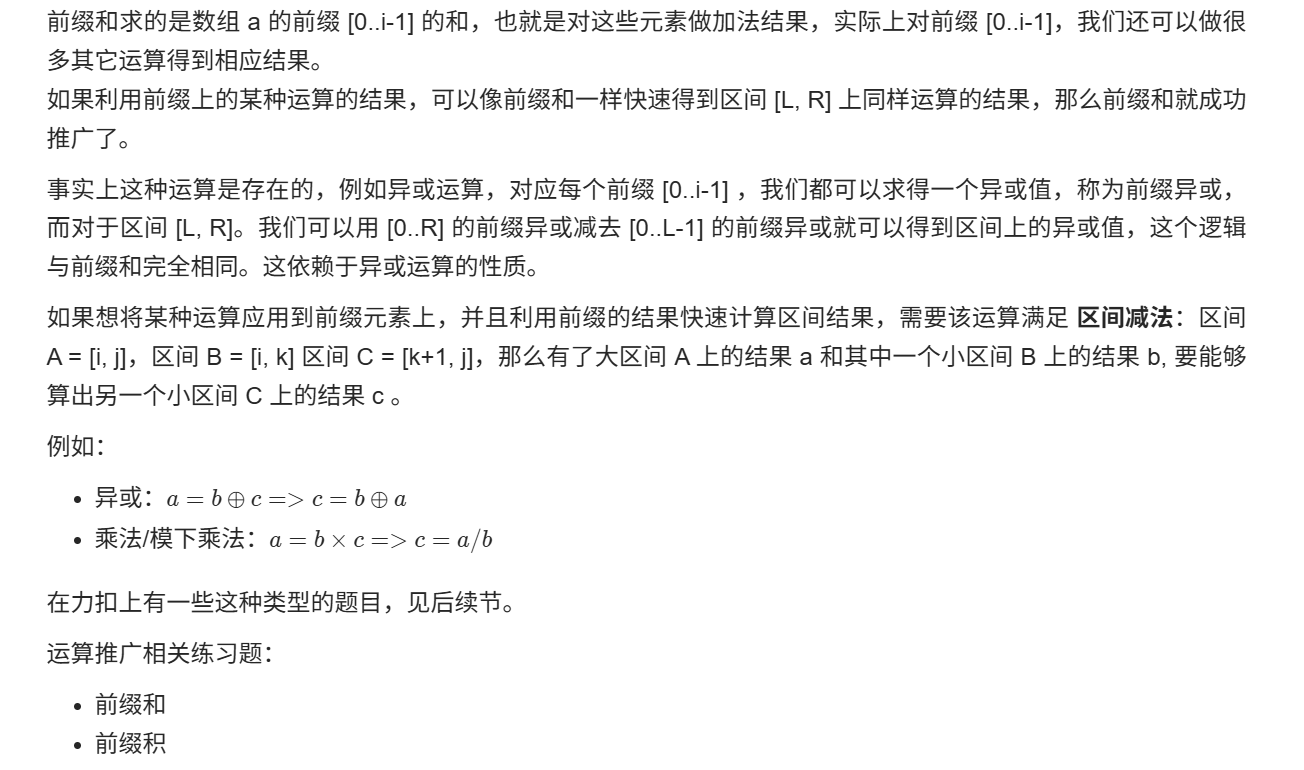 前缀和求的是数组 a 的前缀 [0..i-1] 的和，也就是对这些元素做加法结果，实际上对前缀 [0..i-1]，我们还可以做很
多其它运算得到相应结果。
如果利用前缀上的某种运算的结果，可以像前缀和一样快速得到区间 [L, R] 上同样运算的结果，那么前缀和就成功
推广了。
事实上这种运算是存在的，例如异或运算，对应每个前缀 [0..i-1] ，我们都可以求得一个异或值，称为前缀异或，
而对于区间 [L, R]。我们可以用 [0..R] 的前缀异或减去 [0..L-1] 的前缀异或就可以得到区间上的异或值，这个逻辑
与前缀和完全相同。这依赖于异或运算的性质。
如果想将某种运算应用到前缀元素上，并且利用前缀的结果快速计算区间结果，需要该运算满足 区间减法：区间
A = [i, j]，区间 B = [i, k] 区间 C = [k+1, j]，那么有了大区间 A 上的结果 a 和其中一个小区间 B 上的结果 b, 要能够
算出另一个小区间 C 上的结果 c 。
例如：
• 异或：a = b ⊕ c => c = b ⊕ a
• 乘法/模下乘法：a = b × c => c = a/b
在力扣上有一些这种类型的题目，见后续节。
运算推广相关练习题：
• 前缀和
• 前缀积